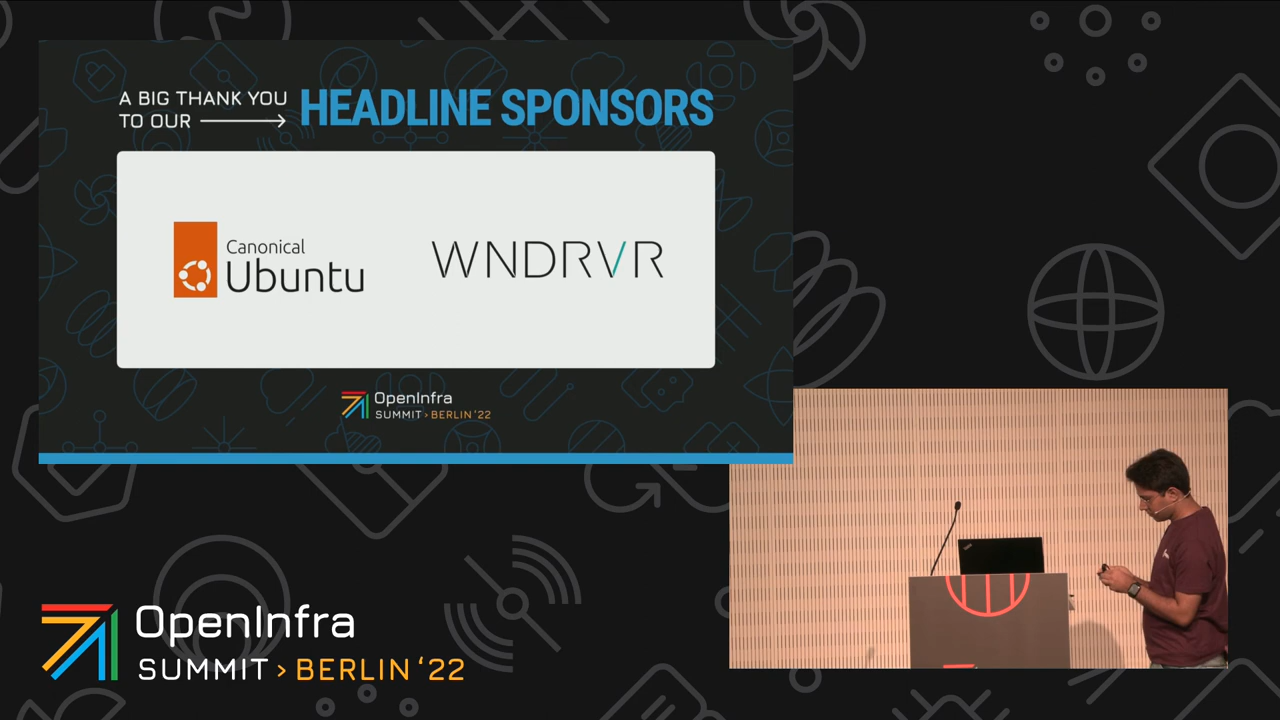 A BIG THANK YOU
TO OUR
HEADLINE SPONSORS
Canonical
Ubuntu
WNDRVR
OpenInfra
SUMMIT › BERLIN '22
OpenInfra
SUMMIT › BERLIN '22